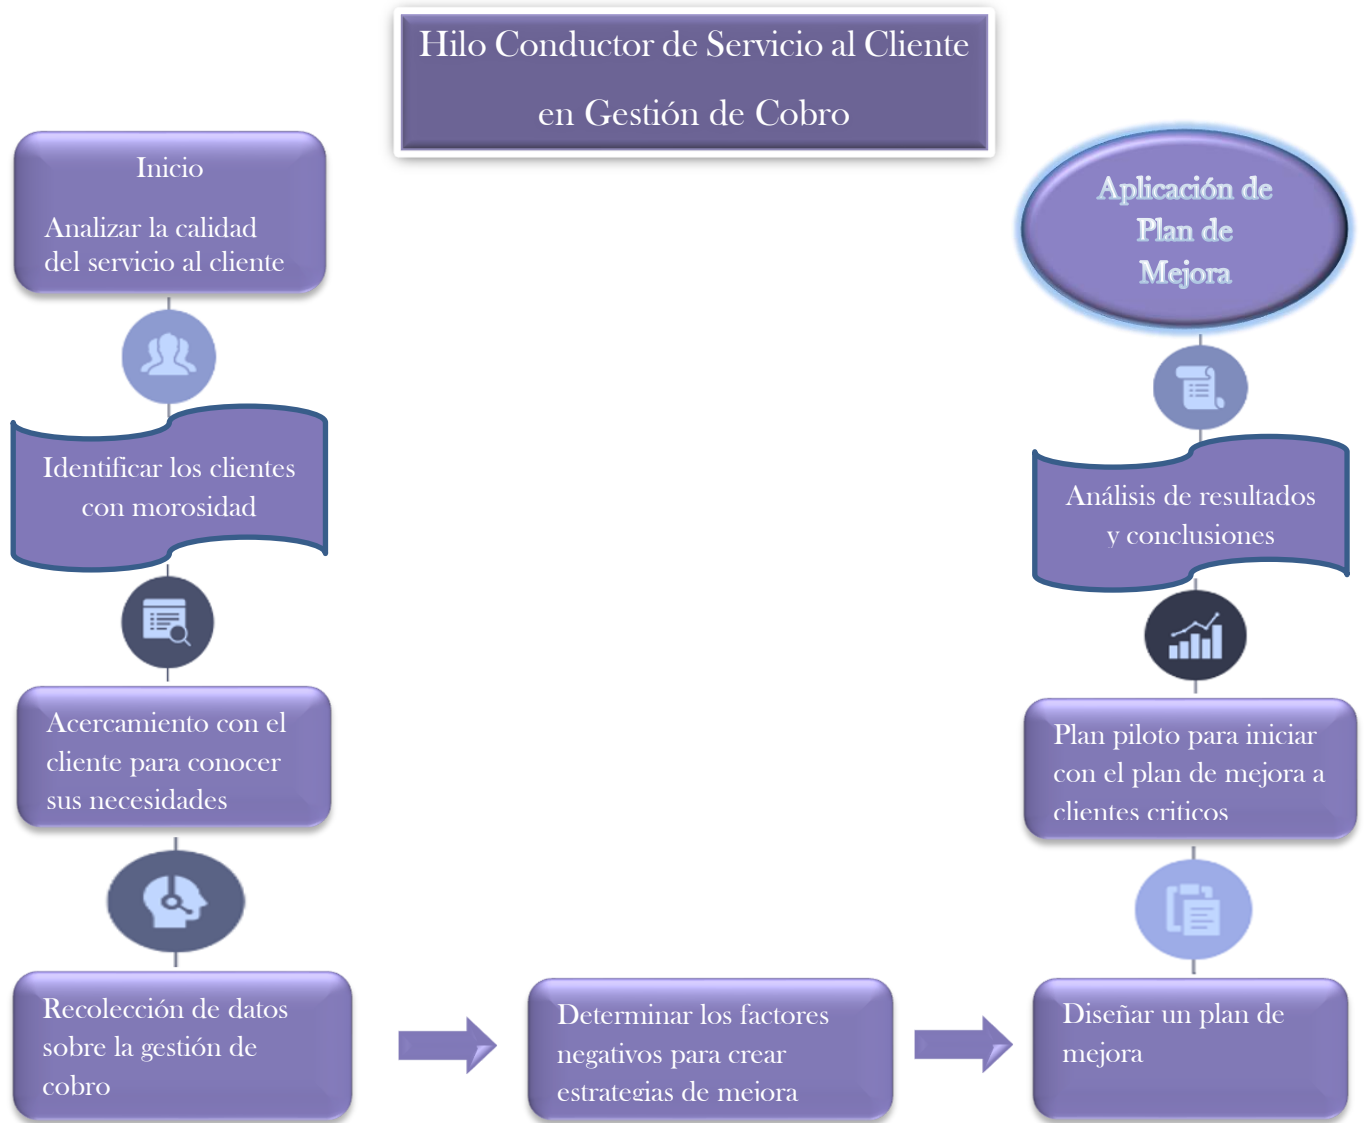 Hilo Conductor de Servicio al Cliente
en Gestión de Cobro
Inicio
Analizar la calidad
del servicio al cliente
Identificar los clientes
con morosidad
Acercamiento con el
cliente para conocer
sus necesidades
Recolección de datos
sobre la gestión de
cobro
Determinar los factores
negativos para crear
estrategias de mejora
Diseñar un plan de
mejora
Plan piloto para iniciar
con el plan de mejora a
clientes criticos
Análisis de resultados
y conclusiones
Aplicación de
Plan de
Mejora